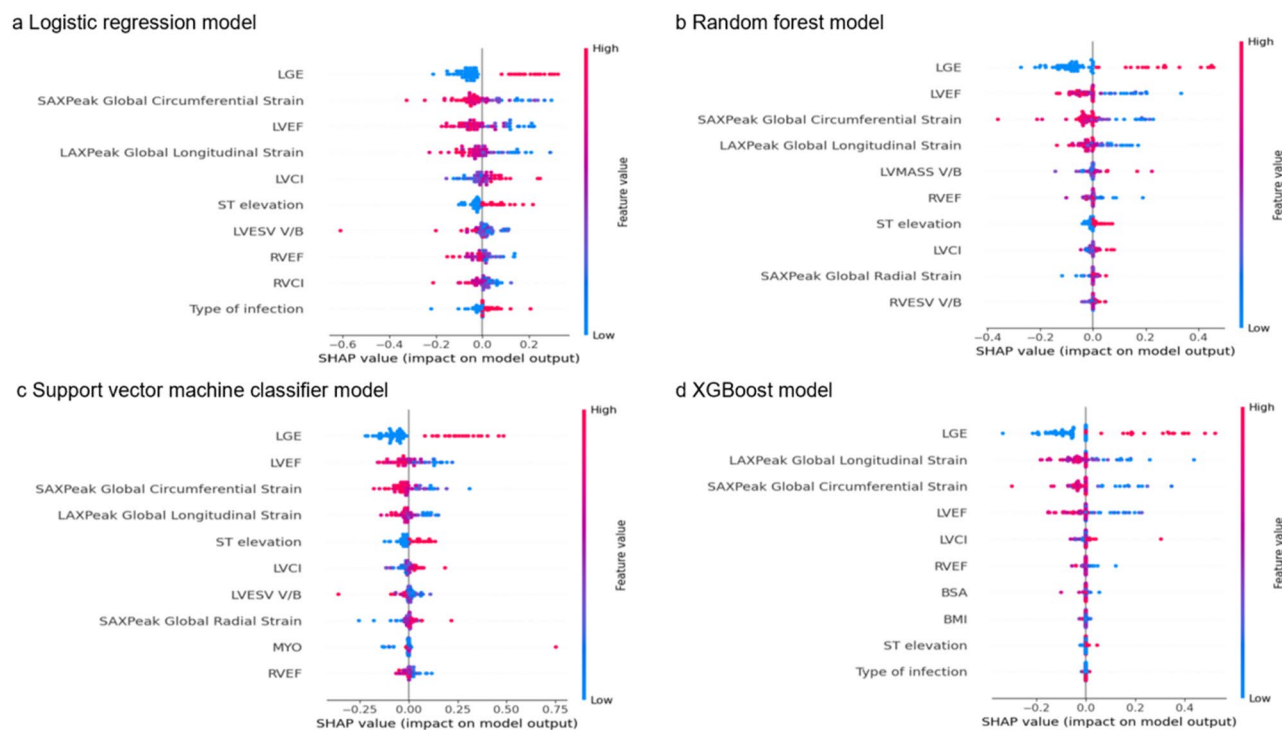 a Logistic regression model
High
LGE
SAXPeak Global Circumferential Strain
LVEF
LAXPeak Global Longitudinal Strain
LVCI
ST elevation
LVESV V/B
RVEF
RVCI
Type of infection
Feature value
Low
−0.6 −0.4 −0.2 0.0 0.2
SHAP value (impact on model output)
b Random forest model
High
LGE
LVEF
SAXPeak Global Circumferential Strain
LAXPeak Global Longitudinal Strain
LVMASS V/B
RVEF
ST elevation
LVCI
SAXPeak Global Radial Strain
RVESV V/B
Feature value
Low
−0.4 −0.2 0.0 0.2 0.4
SHAP value (impact on model output)
c Support vector machine classifier model
High
LGE
LVEF
SAXPeak Global Circumferential Strain
LAXPeak Global Longitudinal Strain
ST elevation
LVCI
LVESV V/B
SAXPeak Global Radial Strain
MYO
RVEF
Feature value
Low
−0.25 0.00 0.25 0.50 0.75
SHAP value (impact on model output)
d XGBoost model
High
LGE
LAXPeak Global Longitudinal Strain
SAXPeak Global Circumferential Strain
LVEF
LVCI
RVEF
BSA
BMI
ST elevation
Type of infection
Feature value
Low
−0.2 0.0 0.2 0.4
SHAP value (impact on model output)